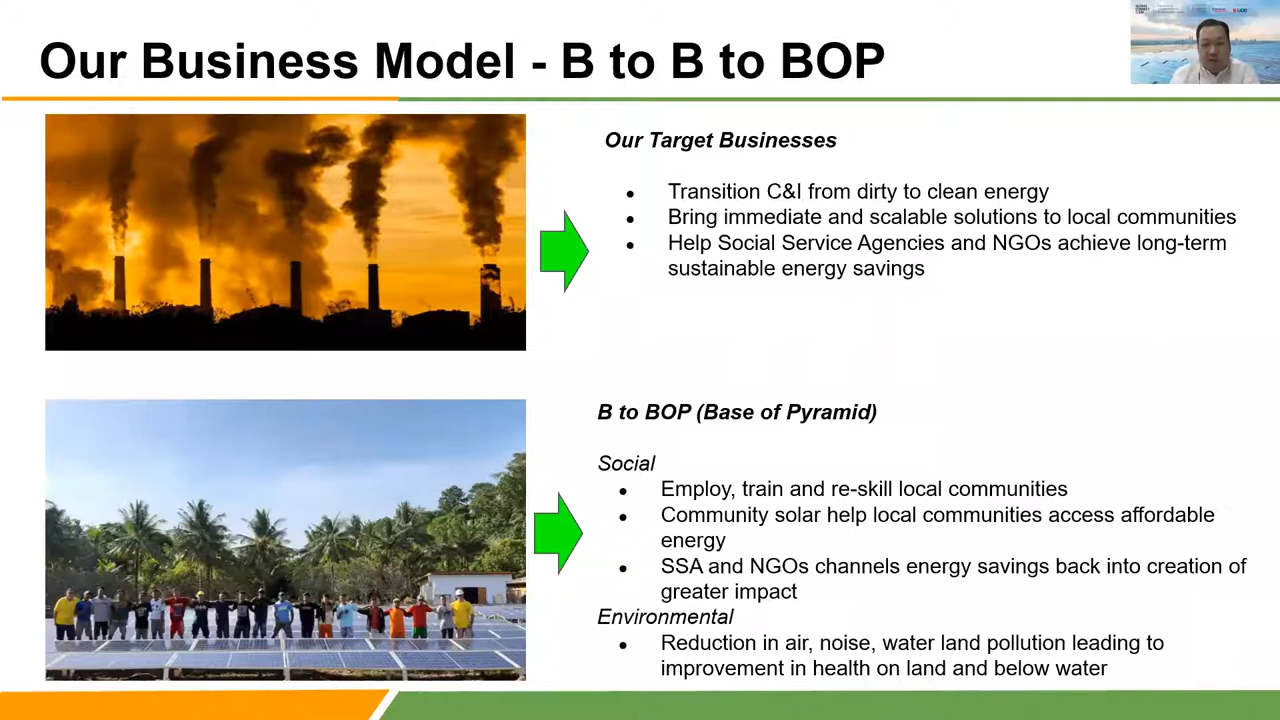 Our Business Model - B to B to BOP
Our Target Businesses
● Transition C&I from dirty to clean energy
● Bring immediate and scalable solutions to local communities
● Help Social Service Agencies and NGOs achieve long-term
sustainable energy savings
B to BOP (Base of Pyramid)
Social
● Employ, train and re-skill local communities
● Community solar help local communities access affordable
energy
● SSA and NGOs channels energy savings back into creation of
greater impact
Environmental
● Reduction in air, noise, water land pollution leading to
improvement in health on land and below water